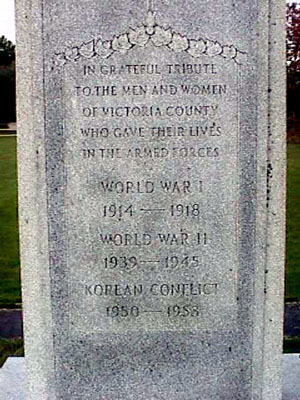 IN GRATEFUL TRIBUTE
TO THE MEN AND WOMEN
OF VICTORIA COUNTY
WHO GAVE THEIR LIVES
IN THE ARMED FORCES
WORLD WAR I
1914 — 1918
WORLD WAR II
1939 — 1945
KOREAN CONFLICT
1950 — 1953